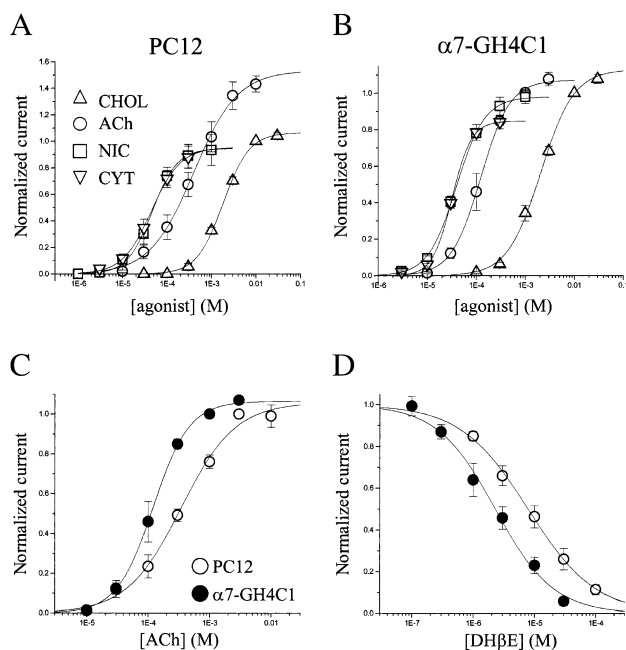 A
PC12
Normalized current
1.6
1.4
1.2
1.0
0.8
0.6
0.4
0.2
0.0
CHOL
ACh
NIC
CYT
1E-6 1E-5 1E-4 1E-3 0.01 0.1
[agonist] (M)
B
α7-GH4C1
Normalized current
1.0
0.8
0.6
0.4
0.2
0.0
1E-6 1E-5 1E-4 1E-3 0.01 0.1
[agonist] (M)
C
Normalized current
1.0
0.8
0.6
0.4
0.2
0.0
PC12
α7-GH4C1
1E-5 1E-4 1E-3 0.01
[ACh] (M)
D
Normalized current
1.0
0.8
0.6
0.4
0.2
0.0
1E-7 1E-6 1E-5 1E-4
[DHβE] (M)